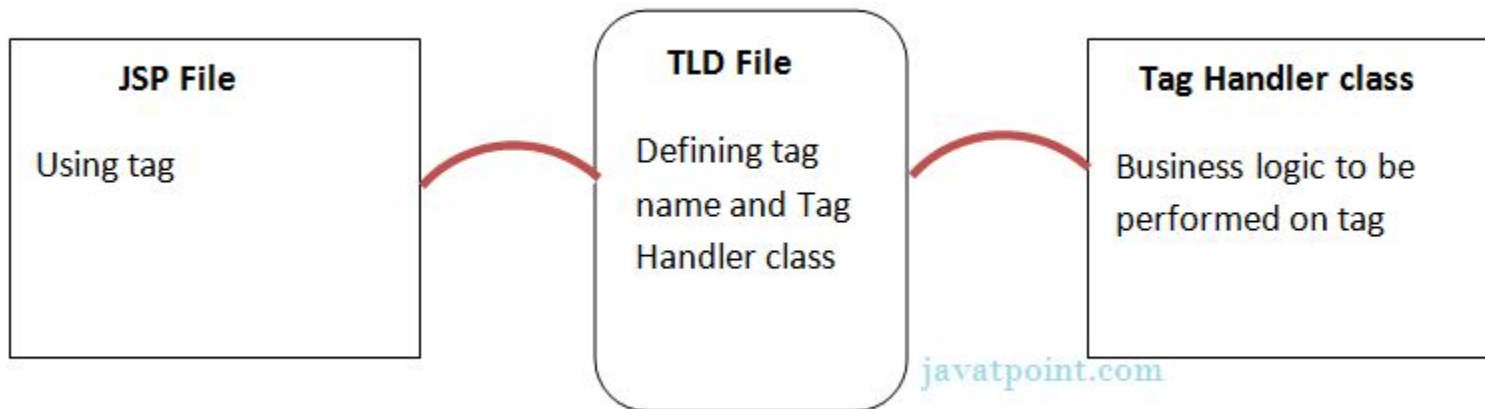 JSP File
Using tag
TLD File
Defining tag
name and Tag
Handler class
Tag Handler class
Business logic to be
performed on tag
javatpoint.com